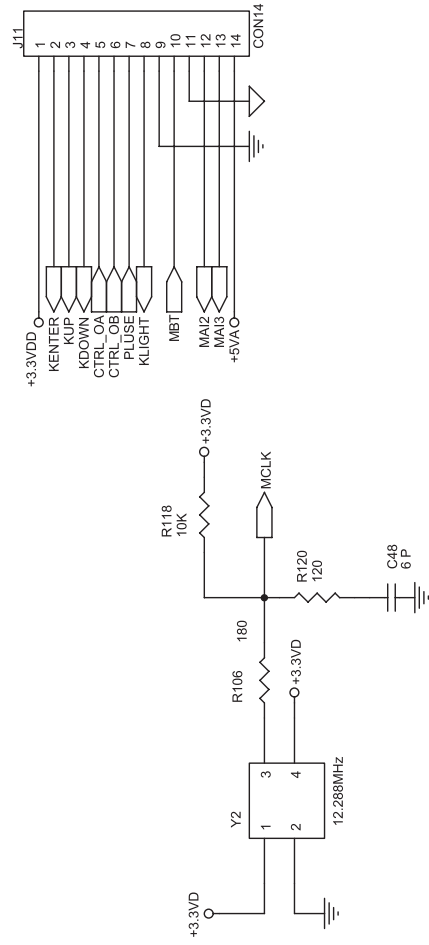 J11
1
2
3
4
5
6
7
8
9
10
11
12
13
14
CON14
+3.3VDD
KENTER
KUP
KDOWN
CTRL_OA
CTRL_OB
PLUSE
KLIGHT
MBT
MAI2
MAI3
+5VA
+3.3VD
Y2
1
2
3
4
12.288MHz
R106
180
+3.3VD
R118
10K
+3.3VD
MCLK
R120
120
C48
6 P